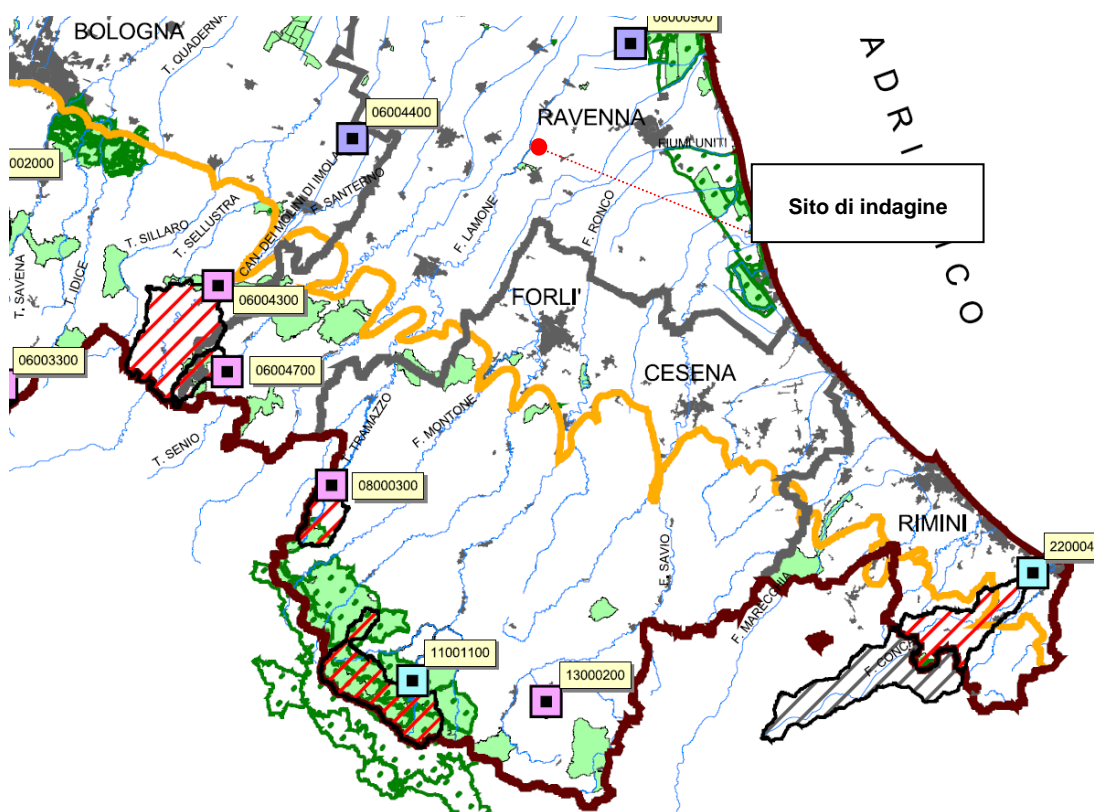 08000900
BOLOGNA
T. QUADERNA
A D R I
I C O
06004400
RAVENNA
FIUMI UNITI
002000
Sito di indagine
CAN. DEI MOLINI DI IMOLA
F. SANTERNO
T. SILLARO
T. SELLUSTRA
F. LAMONE
F. RONCO
T. SAVENA
T. IDICE
06004300
FORLI'
06003300
06004700
CESENA
T. SENIO
T. TRAMAZZO
F. MONTONE
08000300
RIMINI
220004
F. SAVIO
F. MARECCHIA
F. CONCA
11001100
13000200